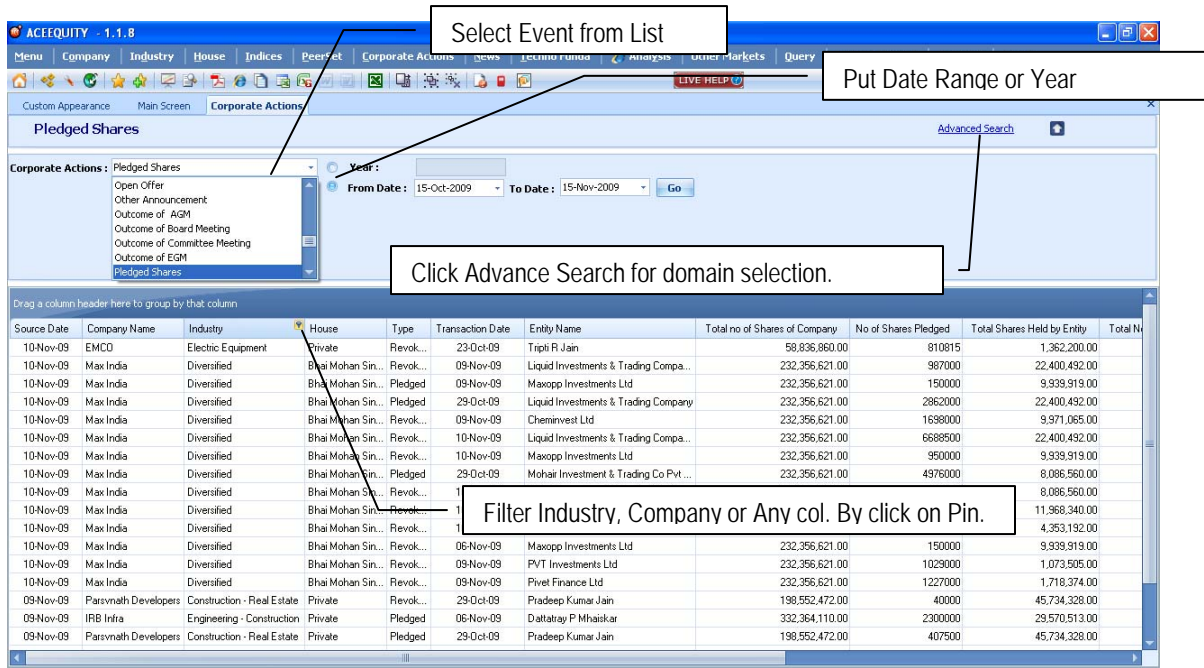 Select Event from List
ACEEQUITY - 1.1.8
Menu Company Industry House Indices PeerSet Corporate Actions News Techno Funda Analysis Other Markets Query
Put Date Range or Year
LIVE HELP
Custom Appearance Main Screen Corporate Actions
Pledged Shares Advanced Search
Corporate Actions : Pledged Shares Year :
From Date : 15-Oct-2009 To Date : 15-Nov-2009 Go
Open Offer
Other Announcement
Outcome of AGM
Outcome of Board Meeting
Outcome of Committee Meeting
Outcome of EGM
Pledged Shares
Click Advance Search for domain selection.
Drag a column header here to group by that column
Source Date Company Name Industry House Type Transaction Date Entity Name Total no of Shares of Company No of Shares Pledged Total Shares Held by Entity Total N
10-Nov-09 EMCO Electric Equipment Private Revok... 23-Oct-09 Tripti R Jain 58,836,860.00 810815 1,362,200.00
10-Nov-09 Max India Diversified Bhai Mohan Sin... Revok... 09-Nov-09 Liquid Investments & Trading Compa... 232,356,621.00 987000 22,400,492.00
10-Nov-09 Max India Diversified Bhai Mohan Sin... Pledged 09-Nov-09 Maxopp Investments Ltd 232,356,621.00 150000 9,939,919.00
10-Nov-09 Max India Diversified Bhai Mohan Sin... Pledged 29-Oct-09 Liquid Investments & Trading Company 232,356,621.00 2862000 22,400,492.00
10-Nov-09 Max India Diversified Bhai Mohan Sin... Revok... 09-Nov-09 Cheminvest Ltd 232,356,621.00 1698000 9,971,065.00
10-Nov-09 Max India Diversified Bhai Mohan Sin... Revok... 10-Nov-09 Liquid Investments & Trading Compa... 232,356,621.00 6688500 22,400,492.00
10-Nov-09 Max India Diversified Bhai Mohan Sin... Revok... 10-Nov-09 Maxopp Investments Ltd 232,356,621.00 950000 9,939,919.00
10-Nov-09 Max India Diversified Bhai Mohan Sin... Pledged 29-Oct-09 Mohair Investment & Trading Co Pvt ... 232,356,621.00 4976000 8,086,560.00
10-Nov-09 Max India Diversified Bhai Mohan Sin... Revok... 8,086,560.00
10-Nov-09 Max India Diversified Bhai Mohan Sin... Revok... 11,968,340.00
10-Nov-09 Max India Diversified Bhai Mohan Sin... Revok... 4,353,192.00
Filter Industry, Company or Any col. By click on Pin.
10-Nov-09 Max India Diversified Bhai Mohan Sin... Revok... 06-Nov-09 Maxopp Investments Ltd 232,356,621.00 150000 9,939,919.00
10-Nov-09 Max India Diversified Bhai Mohan Sin... Revok... 09-Nov-09 PVT Investments Ltd 232,356,621.00 1029000 1,073,505.00
10-Nov-09 Max India Diversified Bhai Mohan Sin... Revok... 09-Nov-09 Pivet Finance Ltd 232,356,621.00 1227000 1,718,374.00
09-Nov-09 Parsvnath Developers Construction - Real Estate Private Revok... 29-Oct-09 Pradeep Kumar Jain 198,552,472.00 40000 45,734,328.00
09-Nov-09 IRB Infra Engineering - Construction Private Pledged 06-Nov-09 Dattatray P Mhaiskar 332,364,110.00 2300000 29,570,513.00
09-Nov-09 Parsvnath Developers Construction - Real Estate Private Pledged 29-Oct-09 Pradeep Kumar Jain 198,552,472.00 407500 45,734,328.00